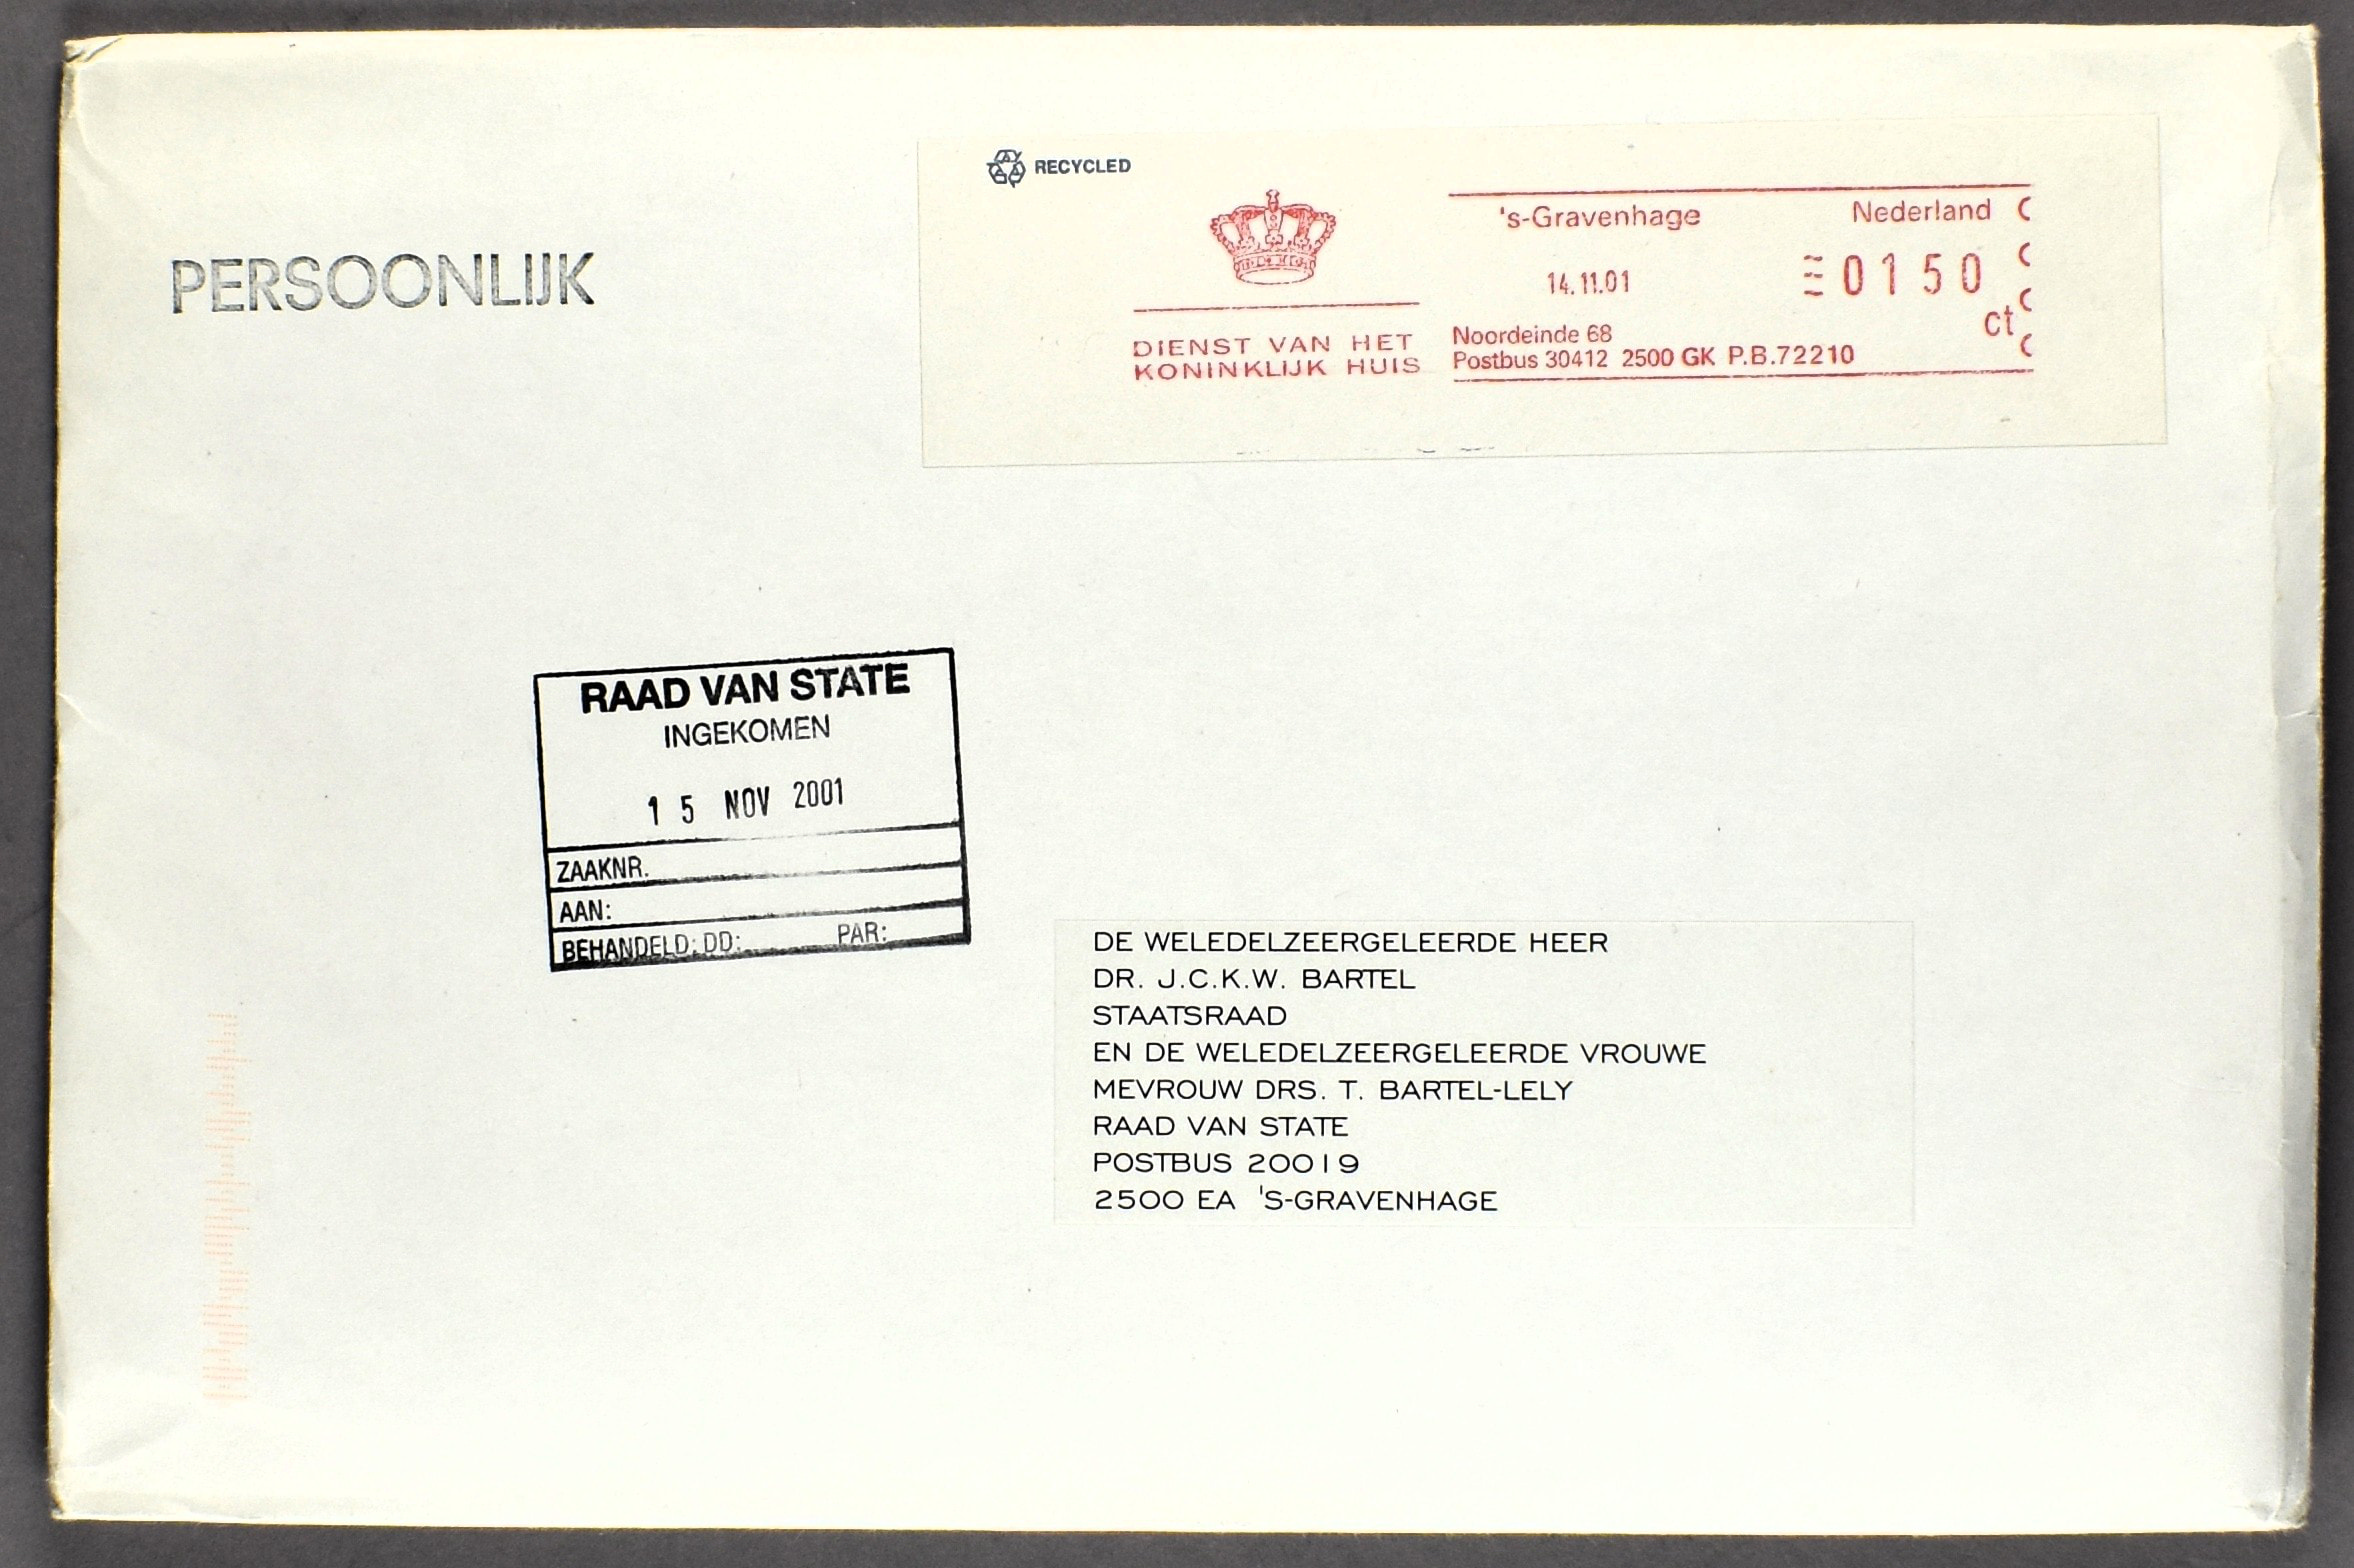 RECYCLED
PERSOONLIJK
's-Gravenhage Nederland
14.11.01 0150 ct
DIENST VAN HET
KONINKLIJK HUIS
Noordeinde 68
Postbus 30412 2500 GK P.B.72210
RAAD VAN STATE
INGEKOMEN
15 NOV 2001
ZAAKNR.
AAN:
BEHANDELD: DD: PAR:
DE WELEDELZEERGELEERDE HEER
DR. J.C.K.W. BARTEL
STAATSRAAD
EN DE WELEDELZEERGELEERDE VROUWE
MEVROUW DRS. T. BARTEL-LELY
RAAD VAN STATE
POSTBUS 20019
2500 EA 'S-GRAVENHAGE